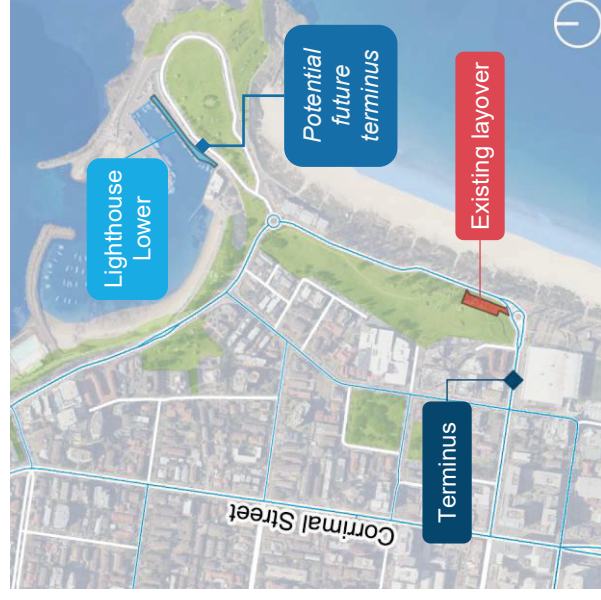 Lighthouse
Lower
Potential
future
terminus
Existing layover
Terminus
Corrimal Street